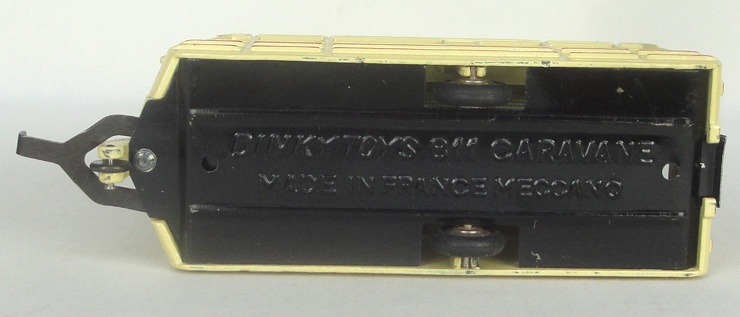 DINKY TOYS 811 CARAVANE
MADE IN FRANCE MECCANO